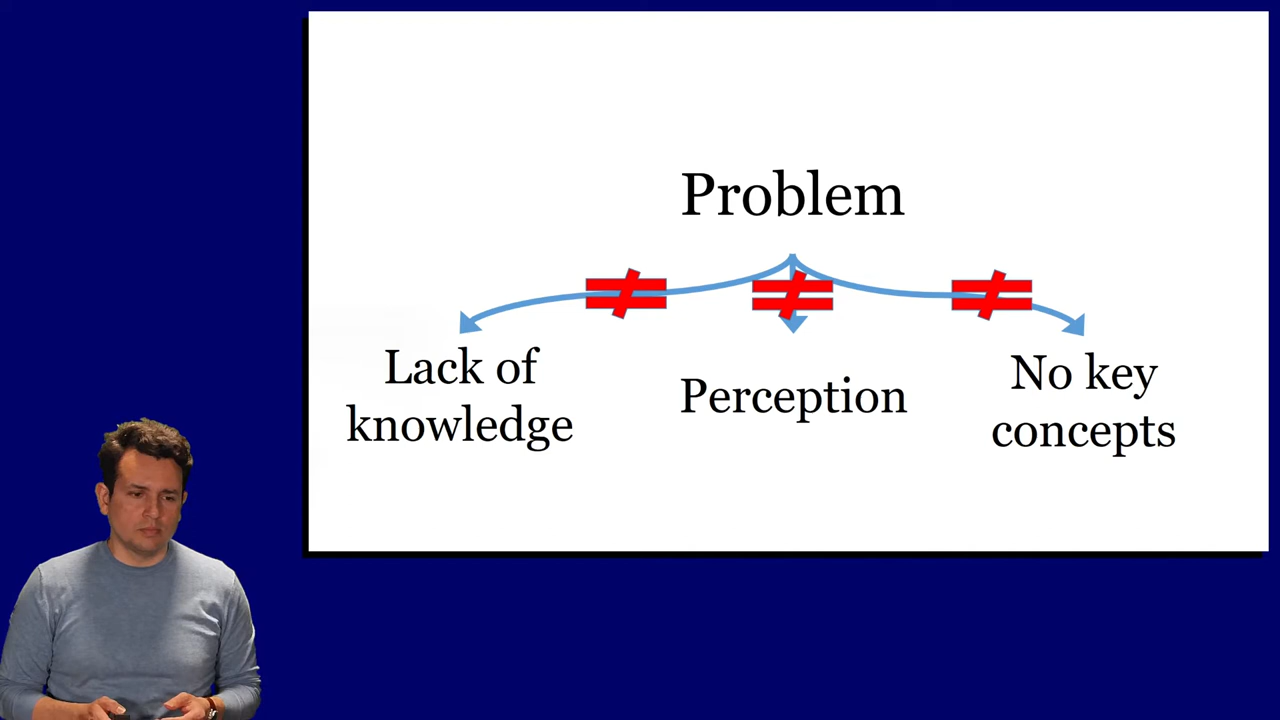 Problem
Lack of
knowledge
Perception
No key
concepts